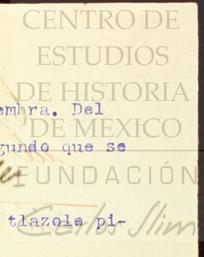 CENTRO DE
ESTUDIOS
DE HISTORIA
embra. Del
DE MEXICO
gundo que se
FUNDACIÓN
tlazole pi-
Carlos Slim